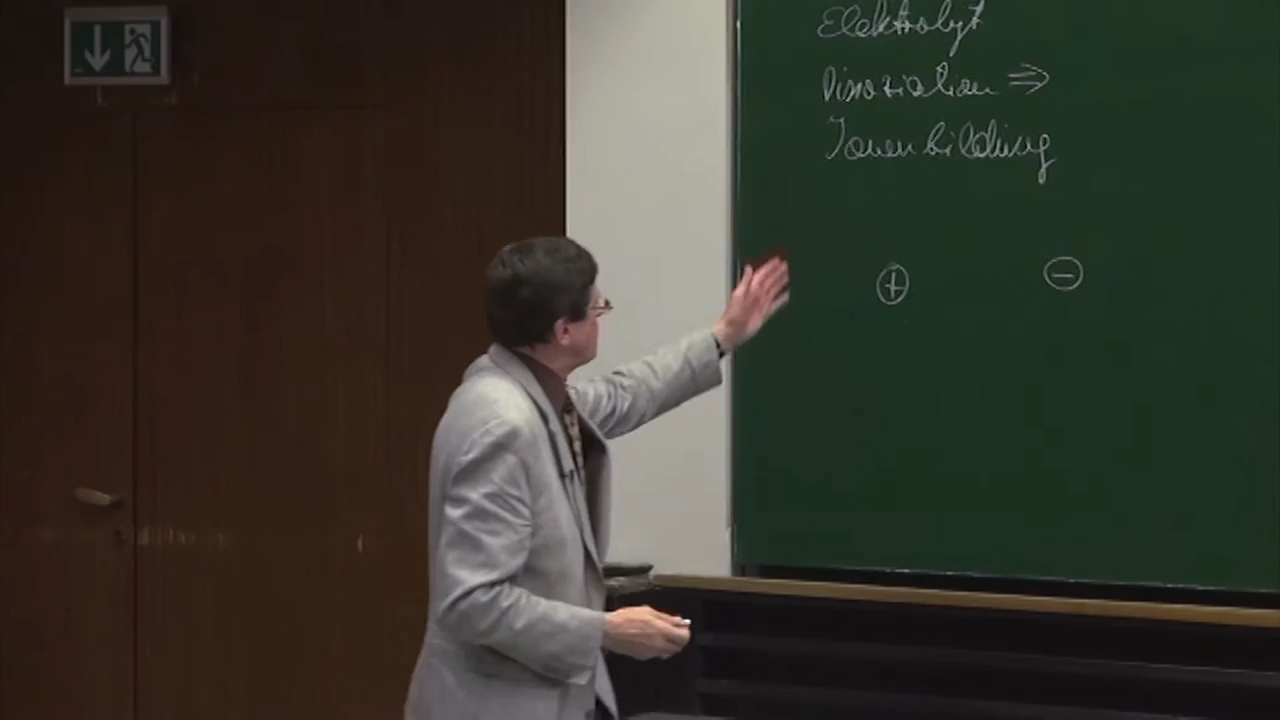 Elektrolyt
Dissoziation ⇒
Ionenbildung
⊕ ⊖